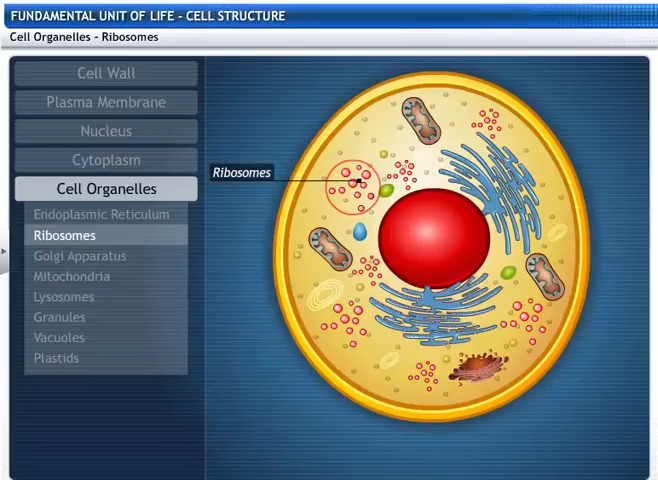 FUNDAMENTAL UNIT OF LIFE - CELL STRUCTURE
Cell Organelles - Ribosomes
Cell Wall
Plasma Membrane
Nucleus
Cytoplasm
Cell Organelles
Endoplasmic Reticulum
Ribosomes
Golgi Apparatus
Mitochondria
Lysosomes
Granules
Vacuoles
Plastids
Ribosomes